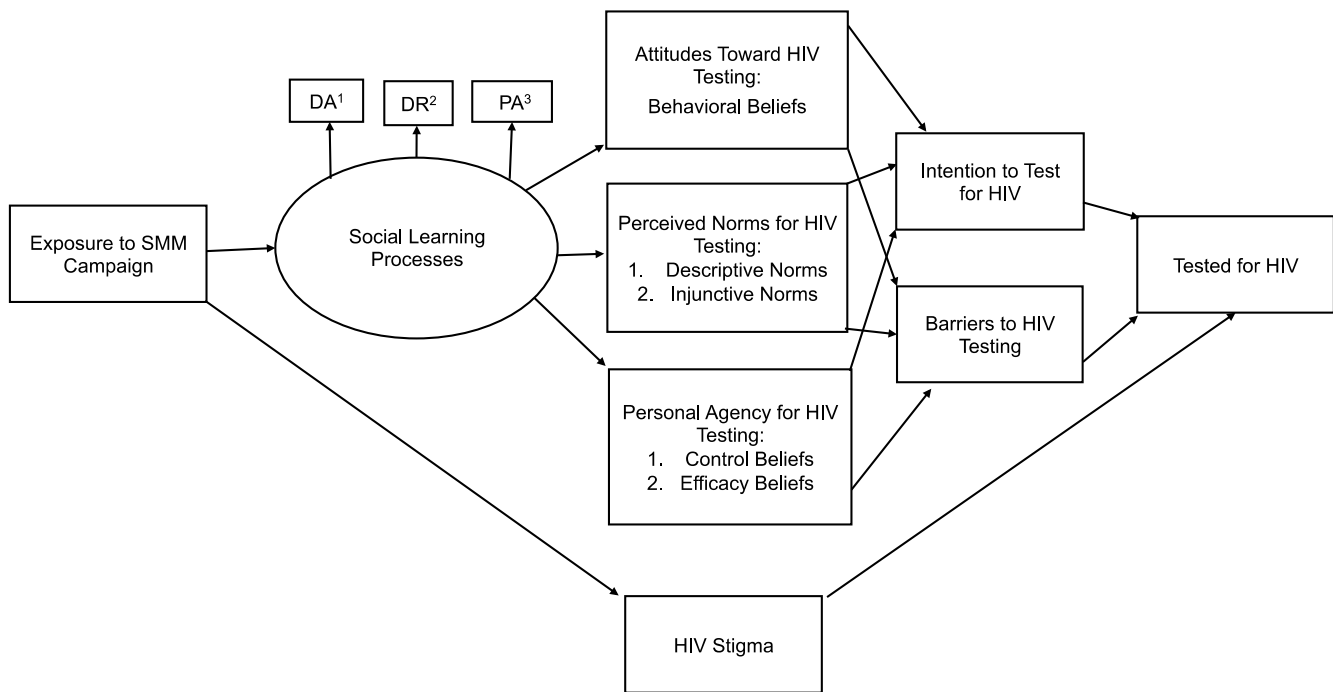 Attitudes Toward HIV
Testing:
Behavioral Beliefs
DA¹
DR²
PA³
Intention to Test
for HIV
Exposure to SMM
Campaign
Social Learning
Processes
Perceived Norms for HIV
Testing:
1. Descriptive Norms
2. Injunctive Norms
Tested for HIV
Barriers to HIV
Testing
Personal Agency for HIV
Testing:
1. Control Beliefs
2. Efficacy Beliefs
HIV Stigma